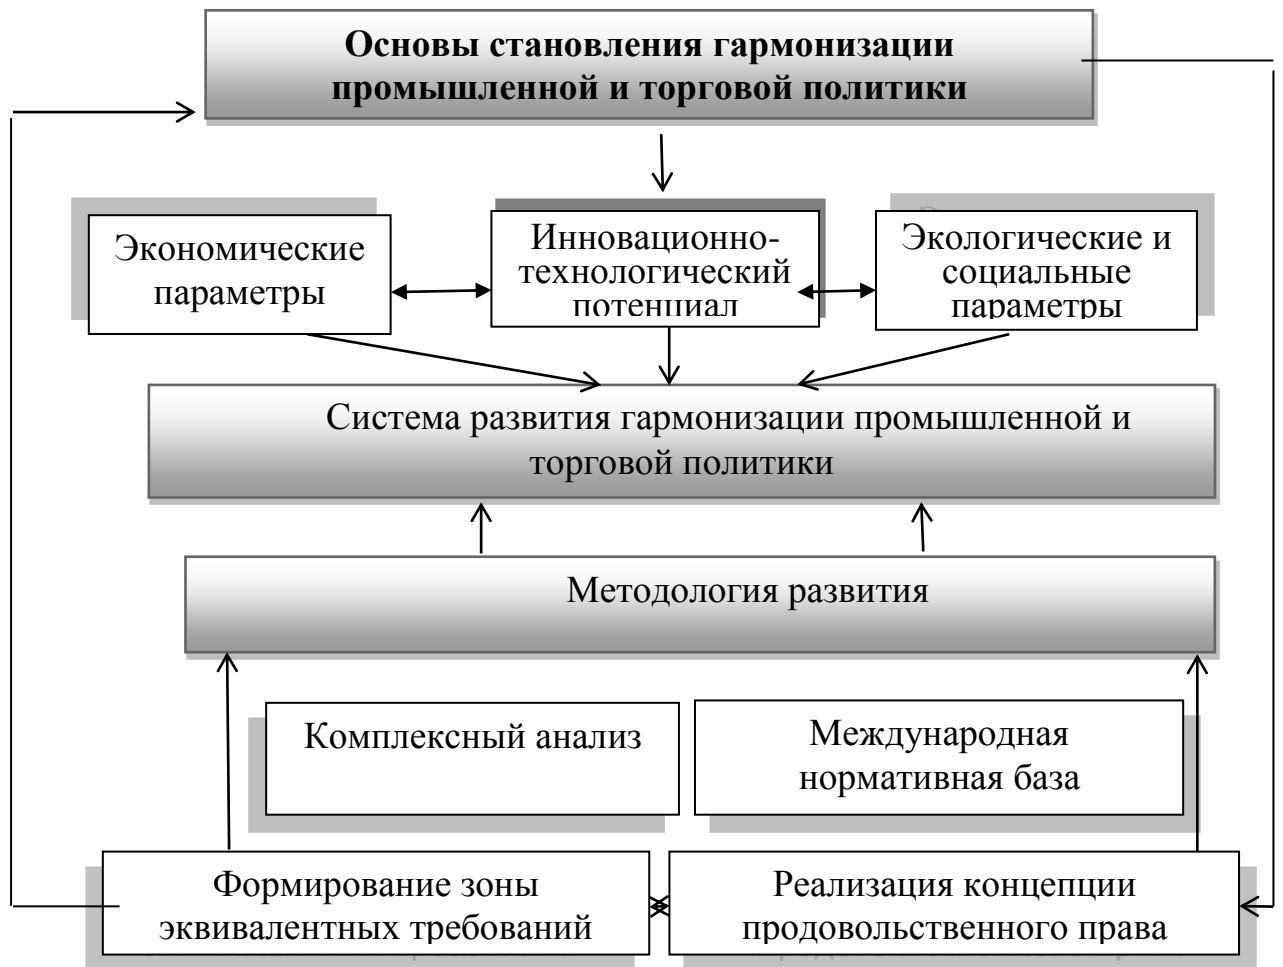 Основы становления гармонизации
промышленной и торговой политики
Экономические
параметры
Инновационно-
технологический
потенциал
Экологические и
социальные
параметры
Система развития гармонизации промышленной и
торговой политики
Методология развития
Комплексный анализ
Международная
нормативная база
Формирование зоны
эквивалентных требований
Реализация концепции
продовольственного права